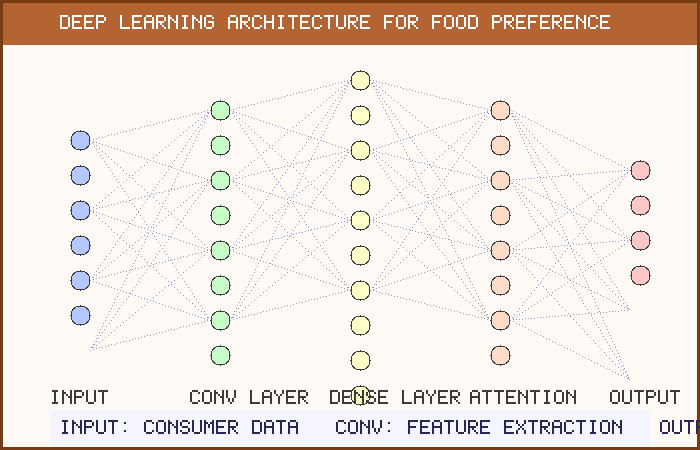 DEEP LEARNING ARCHITECTURE FOR FOOD PREFERENCE
INPUT CONV LAYER DENSE LAYER ATTENTION OUTPUT
INPUT: CONSUMER DATA CONV: FEATURE EXTRACTION